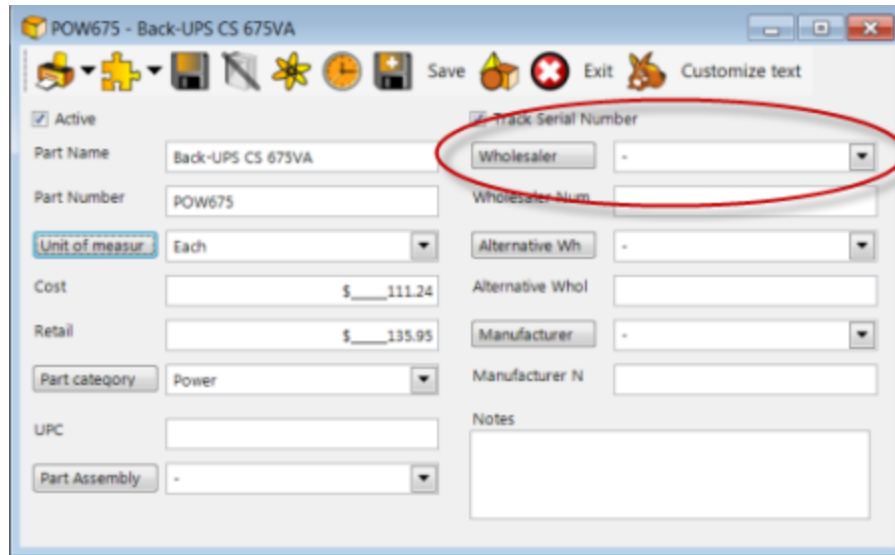 POW675 - Back-UPS CS 675VA
Save Exit Customize text
Active
Track Serial Number
Part Name Back-UPS CS 675VA
Wholesaler -
Part Number POW675
Wholesaler Num
Unit of measur Each
Alternative Wh -
Cost $____111.24
Alternative Whol
Retail $____135.95
Manufacturer -
Part category Power
Manufacturer N
UPC
Notes
Part Assembly -